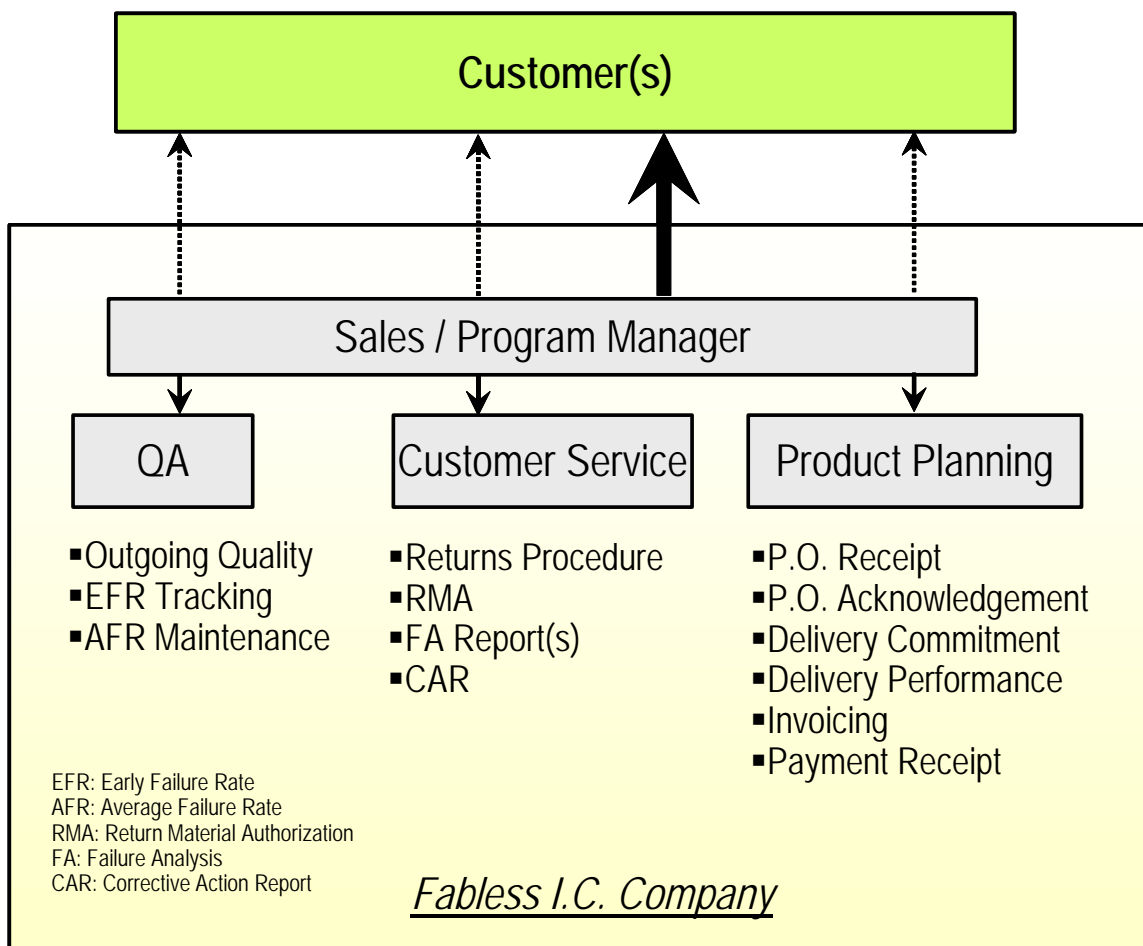 Customer(s)
Sales / Program Manager
QA
Customer Service
Product Planning
▪Outgoing Quality
▪EFR Tracking
▪AFR Maintenance
▪Returns Procedure
▪RMA
▪FA Report(s)
▪CAR
▪P.O. Receipt
▪P.O. Acknowledgement
▪Delivery Commitment
▪Delivery Performance
▪Invoicing
▪Payment Receipt
EFR: Early Failure Rate
AFR: Average Failure Rate
RMA: Return Material Authorization
FA: Failure Analysis
CAR: Corrective Action Report
Fabless I.C. Company